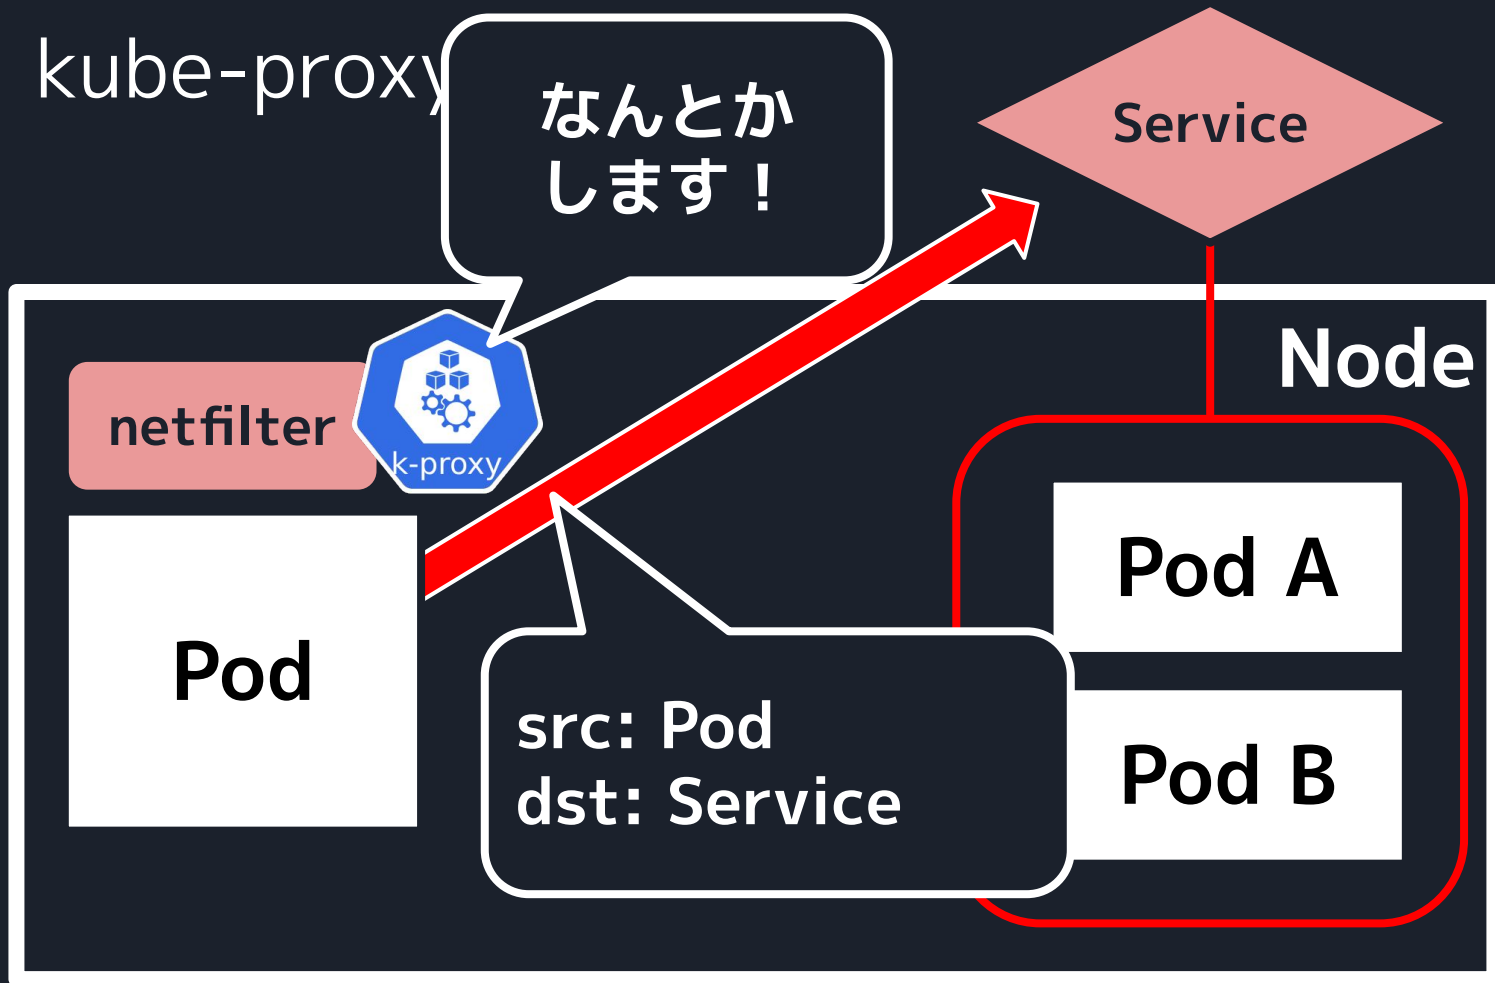 kube-proxy
なんとか
します！
Service
Node
netfilter
k-proxy
Pod
Pod A
Pod B
src: Pod
dst: Service